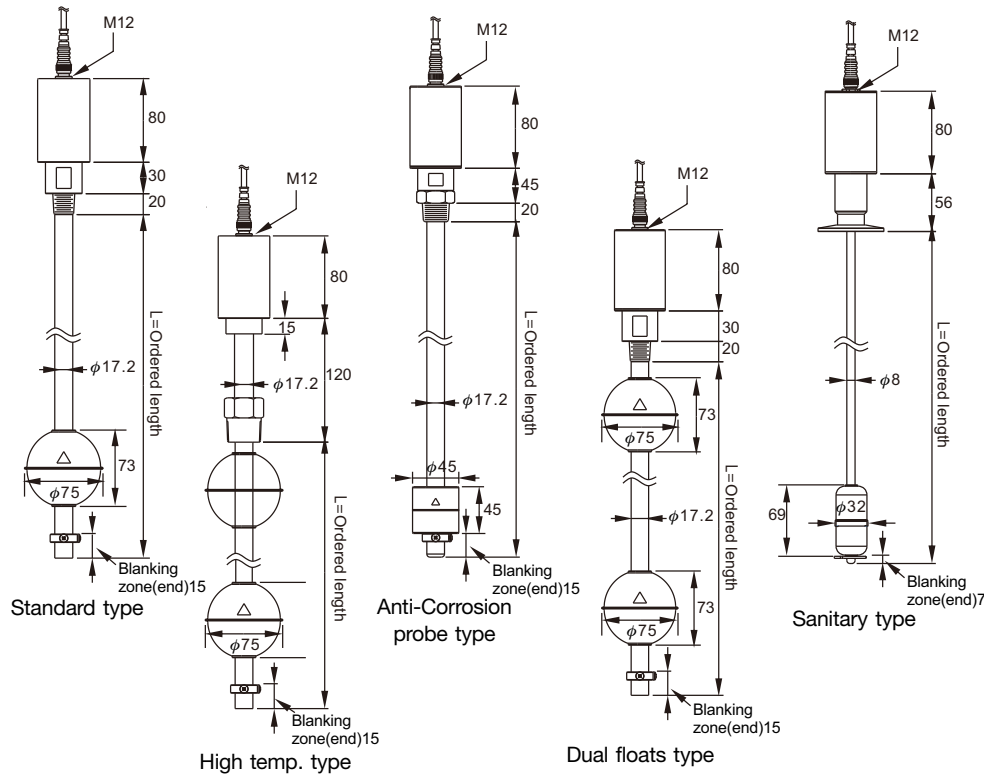 M12
80
30
20
L=Ordered length
φ17.2
73
φ75
Blanking
zone(end)15
Standard type
M12
80
15
120
φ17.2
L=Ordered length
φ75
Blanking
zone(end)15
High temp. type
M12
80
45
20
L=Ordered length
φ17.2
φ45
45
Blanking
zone(end)15
Anti-Corrosion
probe type
M12
80
30
20
73
φ75
L=Ordered length
φ17.2
73
φ75
Blanking
zone(end)15
Dual floats type
M12
80
56
L=Ordered length
φ8
69
φ32
Blanking
zone(end)7
Sanitary type